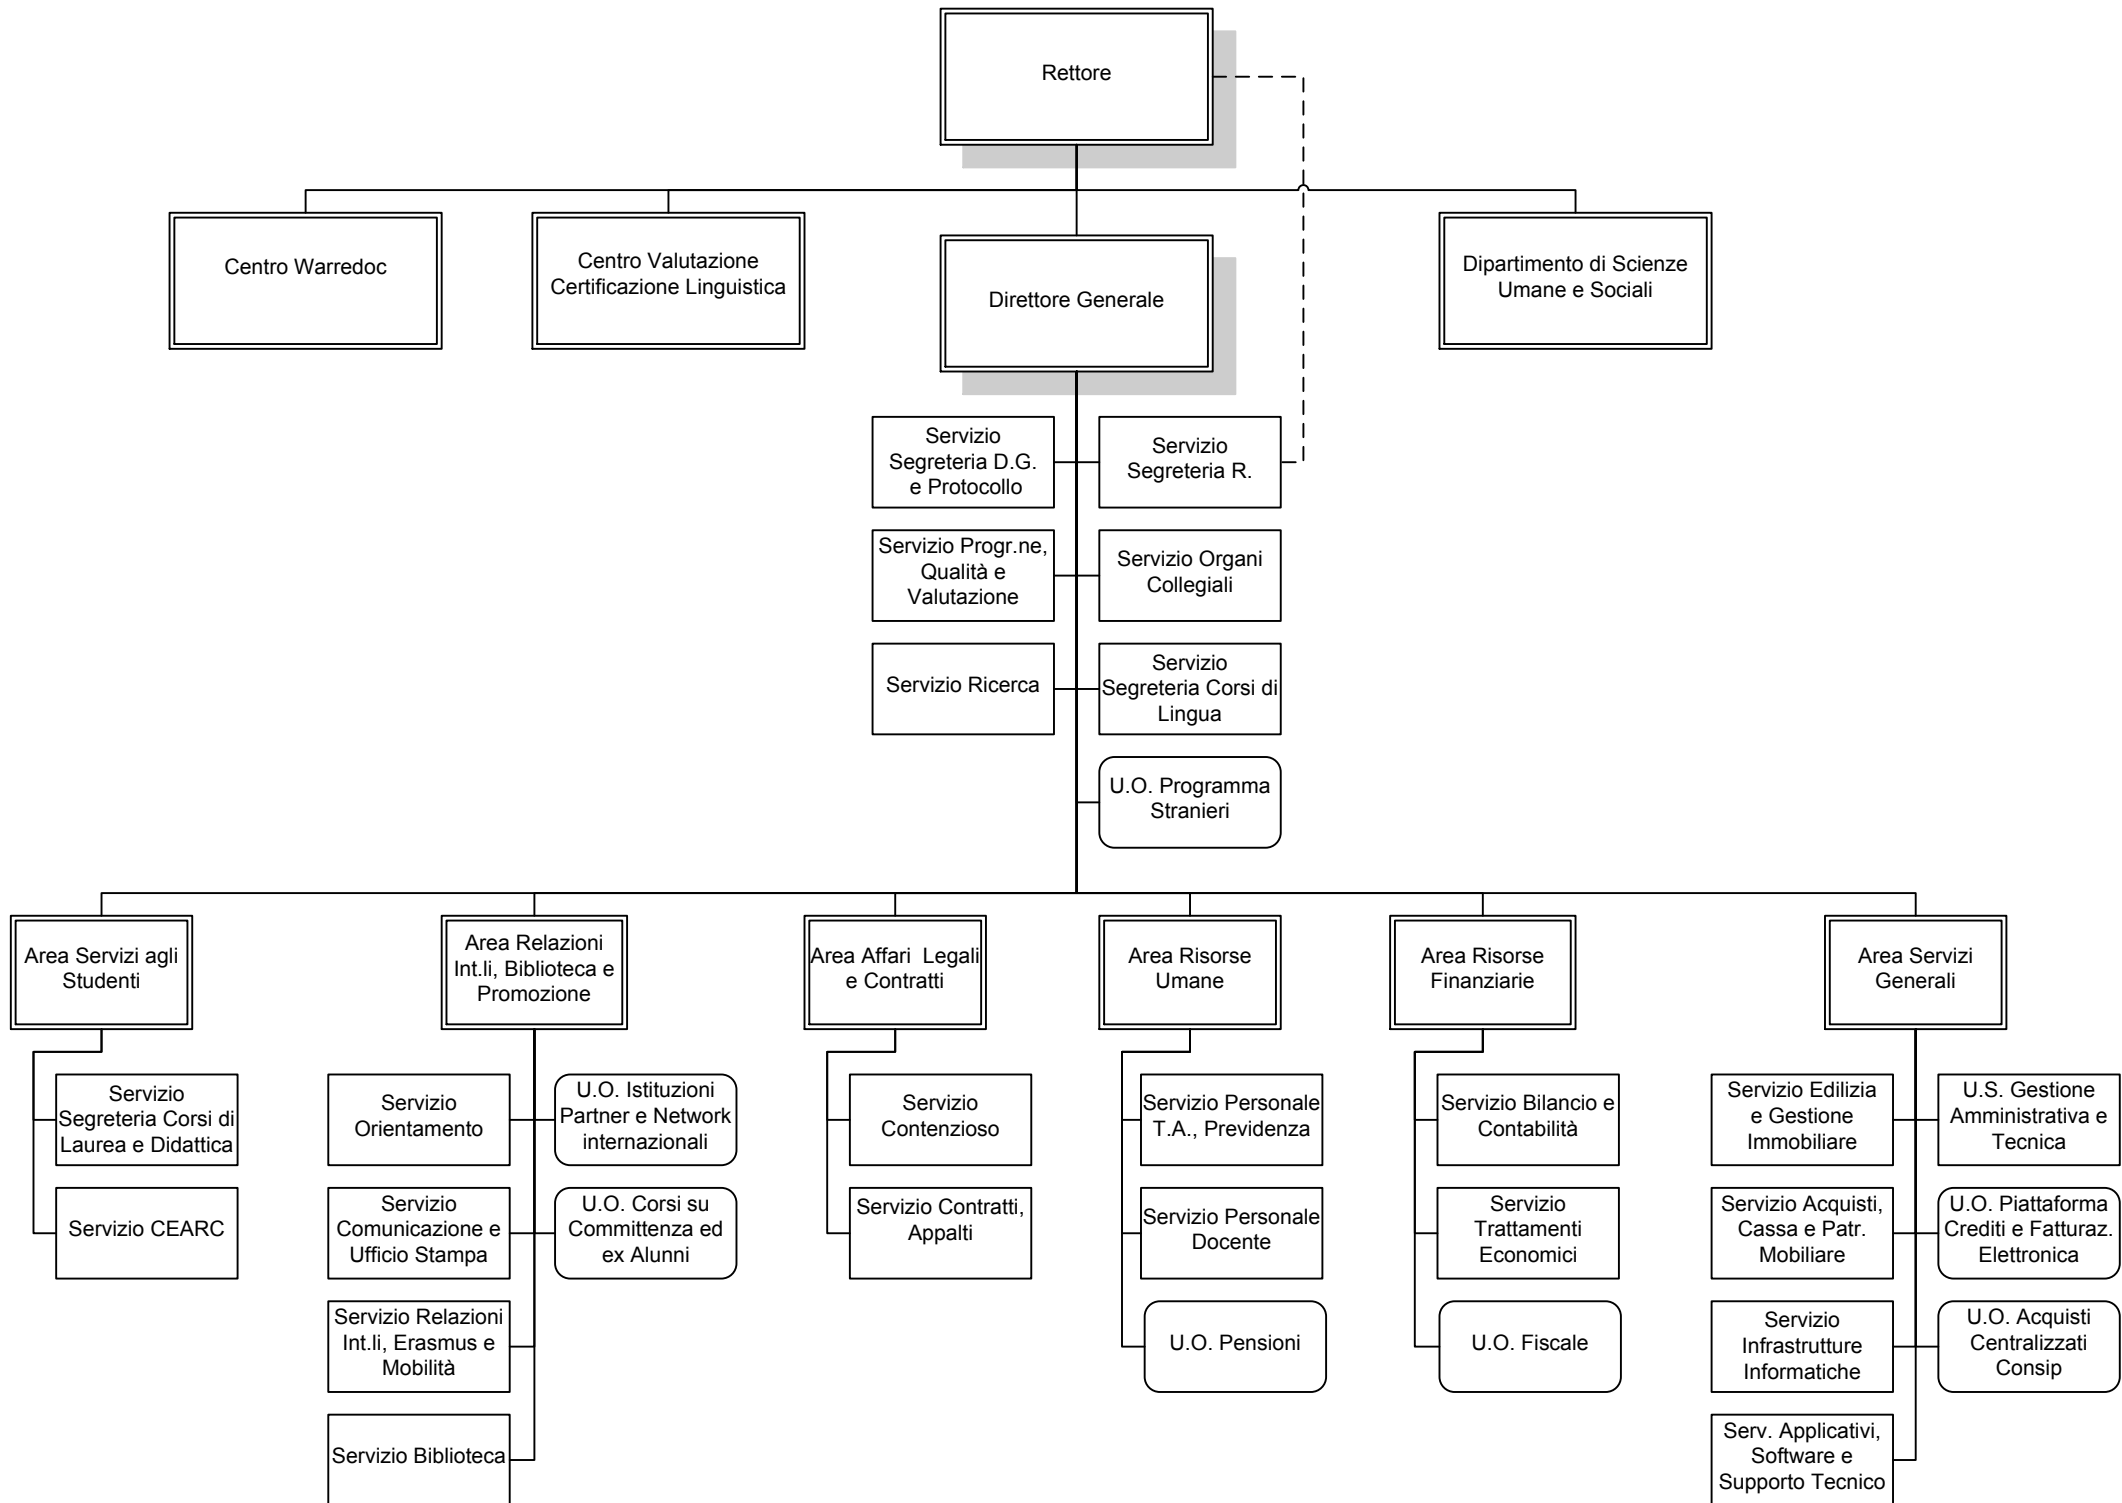 Rettore
Centro Warredoc
Centro Valutazione
Certificazione Linguistica
Direttore Generale
Dipartimento di Scienze
Umane e Sociali
Servizio
Segreteria D.G.
e Protocollo
Servizio
Segreteria R.
Servizio Progr.ne,
Qualità e
Valutazione
Servizio Organi
Collegiali
Servizio Ricerca
Servizio
Segreteria Corsi di
Lingua
U.O. Programma
Stranieri
Area Servizi agli
Studenti
Area Relazioni
Int.li, Biblioteca e
Promozione
Area Affari  Legali
e Contratti
Area Risorse
Umane
Area Risorse
Finanziarie
Area Servizi
Generali
Servizio
Segreteria Corsi di
Laurea e Didattica
Servizio CEARC
Servizio
Orientamento
U.O. Istituzioni
Partner e Network
internazionali
Servizio
Comunicazione e
Ufficio Stampa
U.O. Corsi su
Committenza ed
ex Alunni
Servizio Relazioni
Int.li, Erasmus e
Mobilità
Servizio Biblioteca
Servizio
Contenzioso
Servizio Contratti,
Appalti
Servizio Personale
T.A., Previdenza
Servizio Personale
Docente
U.O. Pensioni
Servizio Bilancio e
Contabilità
Servizio
Trattamenti
Economici
U.O. Fiscale
Servizio Edilizia
e Gestione
Immobiliare
U.S. Gestione
Amministrativa e
Tecnica
Servizio Acquisti,
Cassa e Patr.
Mobiliare
U.O. Piattaforma
Crediti e Fatturaz.
Elettronica
Servizio
Infrastrutture
Informatiche
U.O. Acquisti
Centralizzati
Consip
Serv. Applicativi,
Software e
Supporto Tecnico